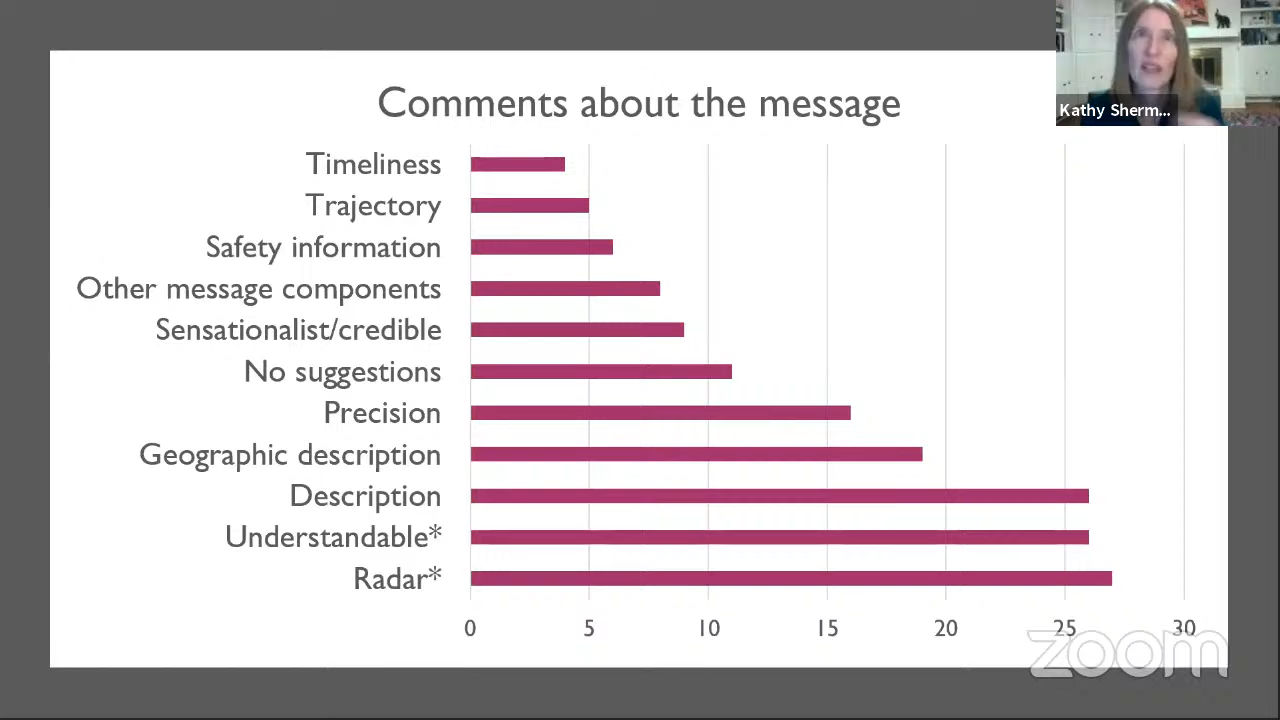 Kathy Sherm...
Comments about the message
Timeliness
Trajectory
Safety information
Other message components
Sensationalist/credible
No suggestions
Precision
Geographic description
Description
Understandable*
Radar*
0 5 10 15 20 25 30
zoom